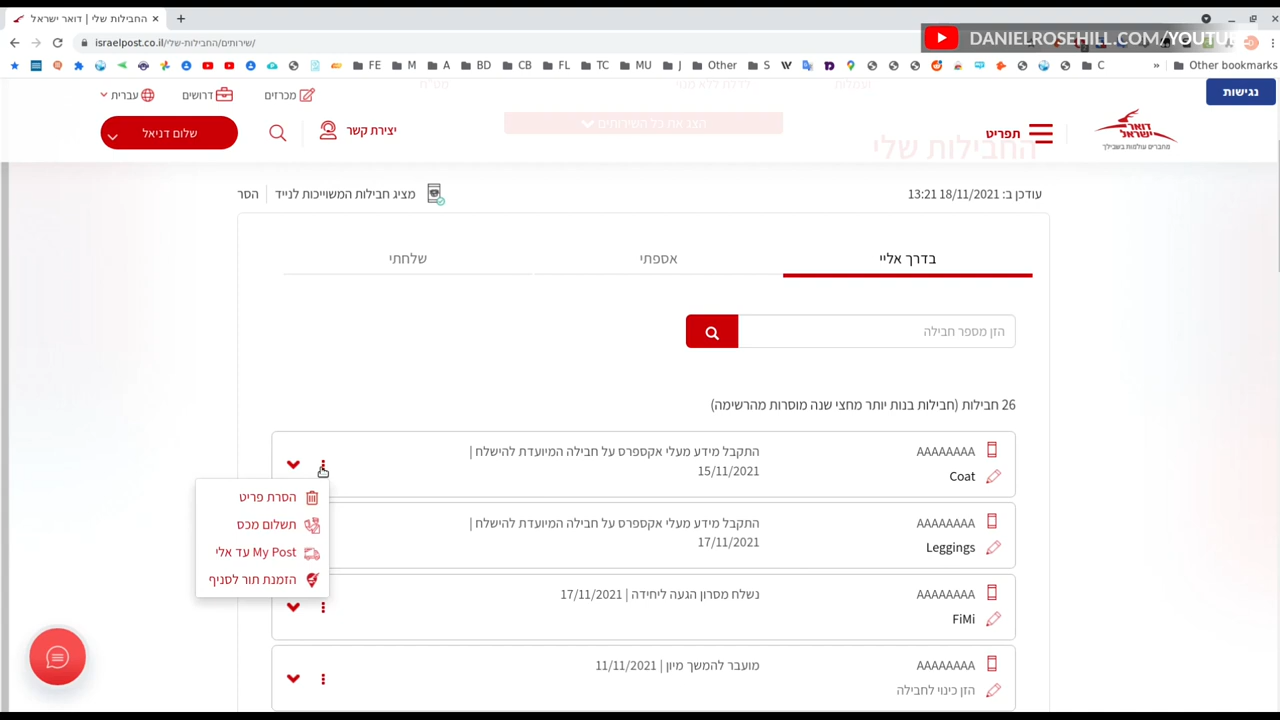 החבילות שלי | דואר ישראל
israelpost.co.il/שירותים/החבילות-שלי/
DANIELROSEHILL.COM/YOUTUBE
FE
M
A
BD
CB
FL
TC
MU
J
Other
S
C
»
Other bookmarks
נגישות
מכרזים
דרושים
עברית
דואר ישראל
מחברים עולמות בשבילך
תפריט
יצירת קשר
שלום דניאל
הצג את כל השירותים
החבילות שלי
עודכן ב: 18/11/2021 13:21
מציג חבילות המשוייכות לנייד
הסר
בדרך אליי
אספתי
שלחתי
הזן מספר חבילה
26 חבילות (חבילות בנות יותר מחצי שנה מוסרות מהרשימה)
AAAAAAAA
Coat
התקבל מידע מעלי אקספרס על חבילה המיועדת להישלח |
15/11/2021
הסרת פריט
תשלום מכס
My Post עד אלי
הזמנת תור לסניף
AAAAAAAA
Leggings
התקבל מידע מעלי אקספרס על חבילה המיועדת להישלח |
17/11/2021
AAAAAAAA
FiMi
נשלח מסרון הגעה ליחידה | 17/11/2021
AAAAAAAA
הזן כינוי לחבילה
מועבר להמשך מיון | 11/11/2021